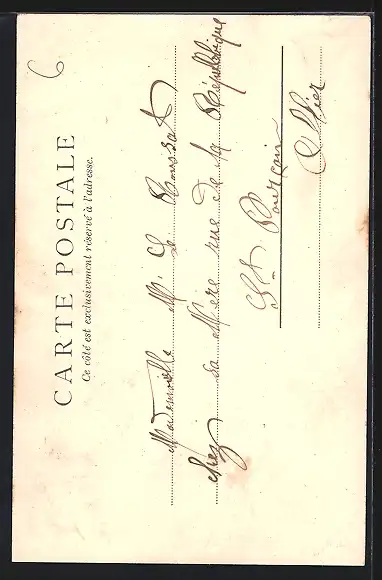 CARTE POSTALE
Ce côté est exclusivement réservé à l'adresse.
6
Mademoiselle M. L. Roussat
chez sa Mère rue de la République
St. Pourçain
Allier